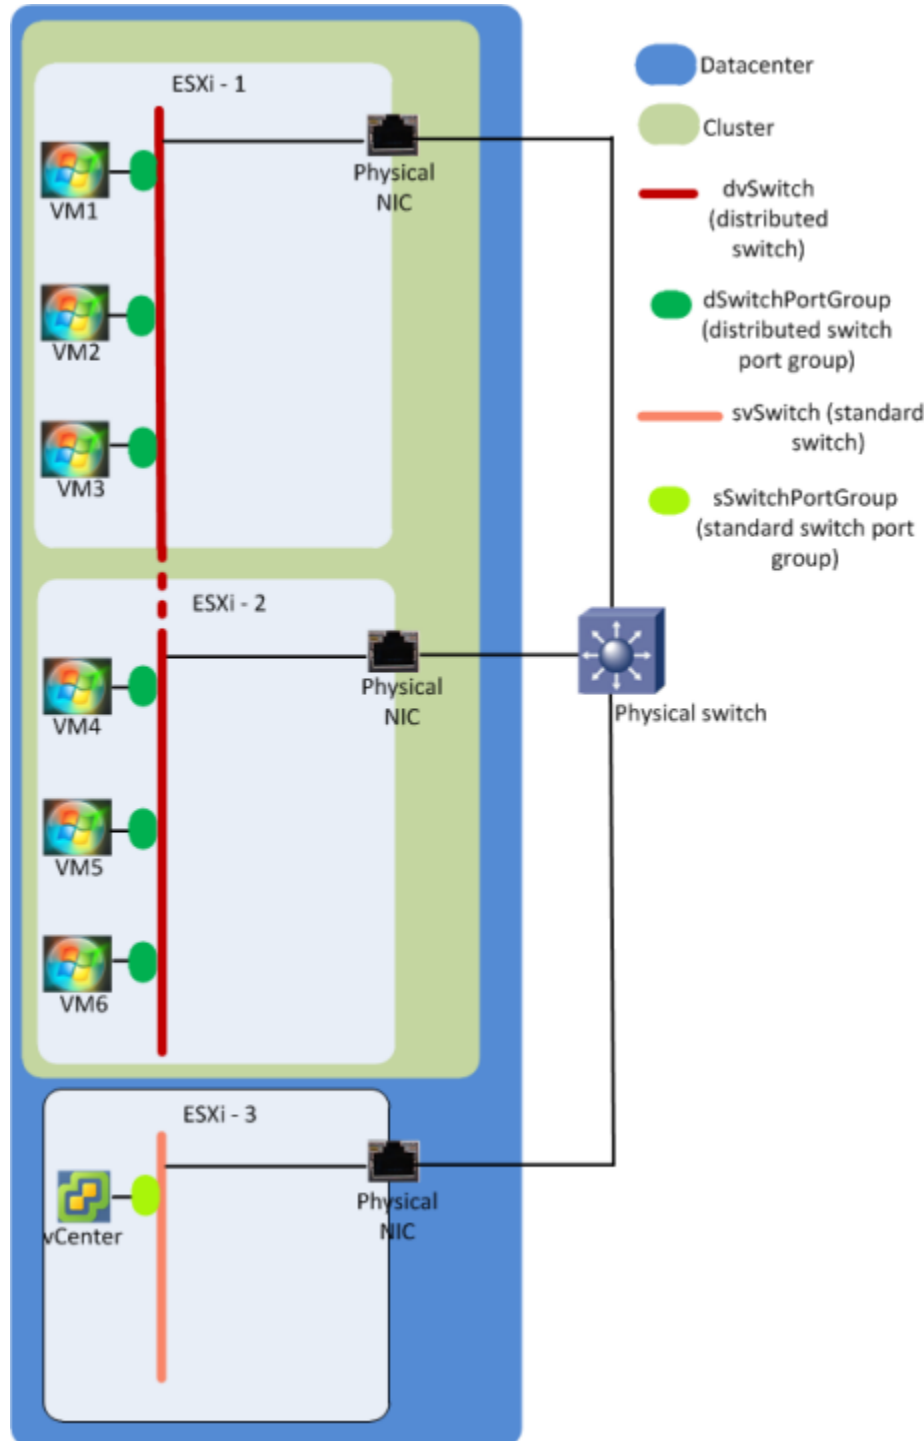 ESXi - 1
Physical
NIC
VM1
VM2
VM3
ESXi - 2
Physical
NIC
VM4
VM5
VM6
ESXi - 3
Physical
NIC
vCenter
Physical switch
Datacenter
Cluster
dvSwitch
(distributed
switch)
dSwitchPortGroup
(distributed switch
port group)
svSwitch (standard
switch)
sSwitchPortGroup
(standard switch port
group)